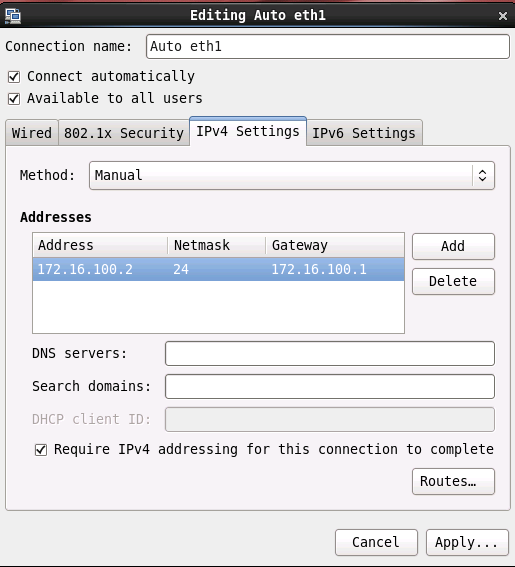 Editing Auto eth1
Connection name: Auto eth1
Connect automatically
Available to all users
Wired 802.1x Security IPv4 Settings IPv6 Settings
Method: Manual
Addresses
Address Netmask Gateway Add
172.16.100.2 24 172.16.100.1
Delete
DNS servers:
Search domains:
DHCP client ID:
Require IPv4 addressing for this connection to complete
Routes…
Cancel Apply...